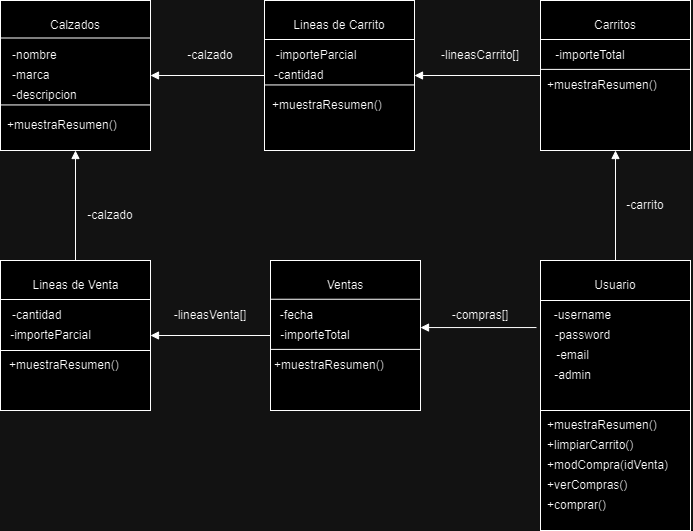 Calzados
-nombre
-marca
-descripcion
+muestraResumen()
-calzado
Lineas de Carrito
-importeParcial
-cantidad
+muestraResumen()
-lineasCarrito[]
Carritos
-importeTotal
+muestraResumen()
-calzado
-carrito
Lineas de Venta
-cantidad
-importeParcial
+muestraResumen()
-lineasVenta[]
Ventas
-fecha
-importeTotal
+muestraResumen()
-compras[]
Usuario
-username
-password
-email
-admin
+muestraResumen()
+limpiarCarrito()
+modCompra(idVenta)
+verCompras()
+comprar()